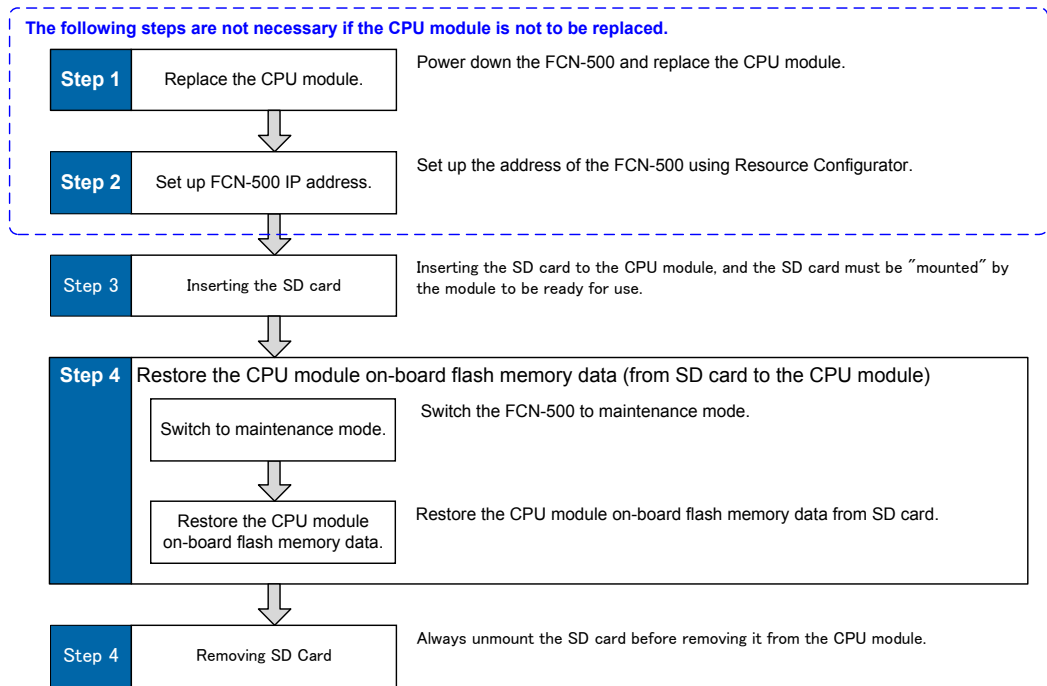 The following steps are not necessary if the CPU module is not to be replaced.
Step 1
Replace the CPU module.
Power down the FCN-500 and replace the CPU module.
Step 2
Set up FCN-500 IP address.
Set up the address of the FCN-500 using Resource Configurator.
Step 3
Inserting the SD card
Inserting the SD card to the CPU module, and the SD card must be "mounted" by
the module to be ready for use.
Step 4
Restore the CPU module on-board flash memory data (from SD card to the CPU module)
Switch to maintenance mode.
Switch the FCN-500 to maintenance mode.
Restore the CPU module
on-board flash memory data.
Restore the CPU module on-board flash memory data from SD card.
Step 4
Removing SD Card
Always unmount the SD card before removing it from the CPU module.